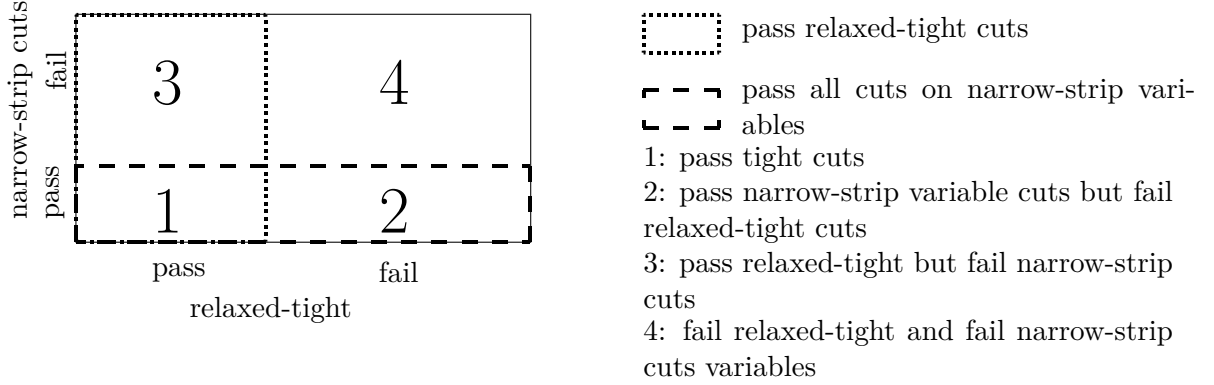 narrow-strip cuts
fail
pass
3
4
1
2
pass
fail
relaxed-tight
pass relaxed-tight cuts
pass all cuts on narrow-strip vari-
ables
1: pass tight cuts
2: pass narrow-strip variable cuts but fail
relaxed-tight cuts
3: pass relaxed-tight but fail narrow-strip
cuts
4: fail relaxed-tight and fail narrow-strip
cuts variables